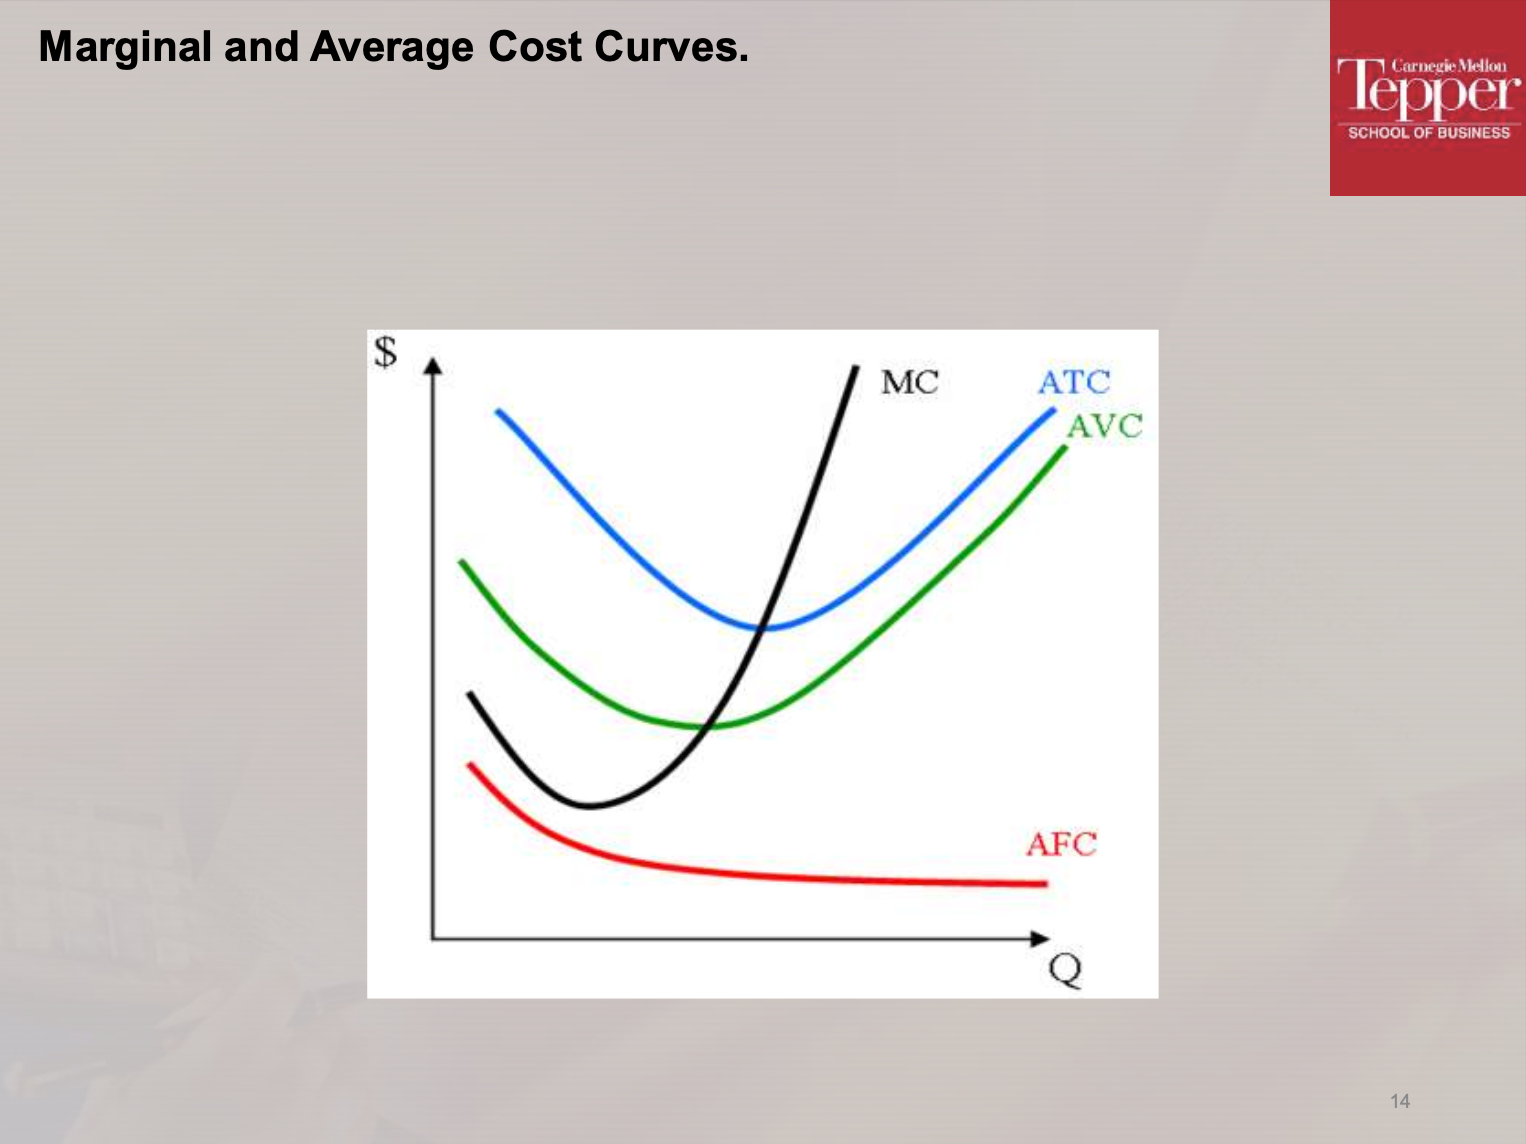 Marginal and Average Cost Curves.
Carnegie Mellon
Tepper
SCHOOL OF BUSINESS
$
MC
ATC
AVC
AFC
Q
14